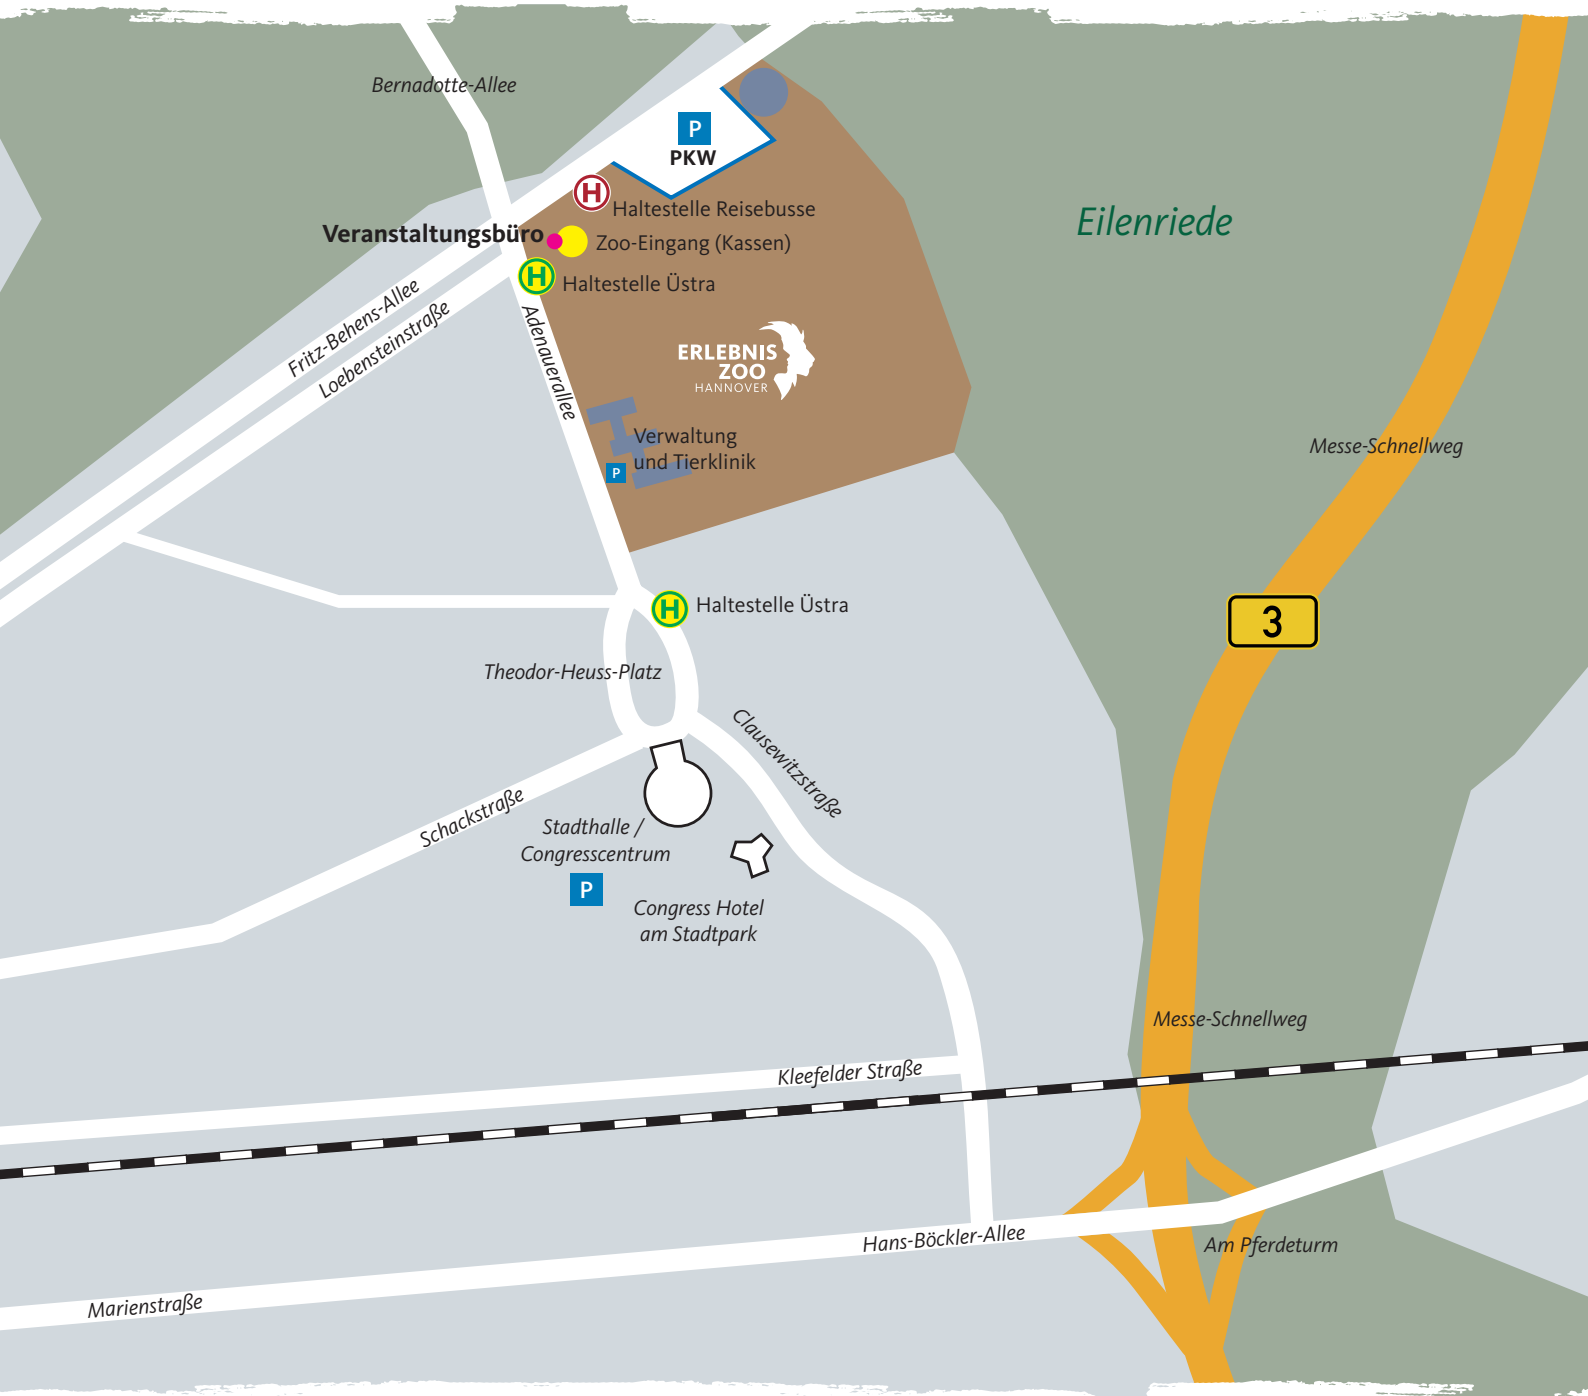 Bernadotte-Allee
P
PKW
H
Haltestelle Reisebusse
Veranstaltungsbüro
Zoo-Eingang (Kassen)
H
Haltestelle Üstra
Eilenriede
Fritz-Behens-Allee
Loebensteinstraße
Adenauerallee
ERLEBNIS
ZOO
HANNOVER
Verwaltung
und Tierklinik
P
Messe-Schnellweg
H
Haltestelle Üstra
3
Theodor-Heuss-Platz
Clausewitzstraße
Schackstraße
Stadthalle /
Congresscentrum
P
Congress Hotel
am Stadtpark
Messe-Schnellweg
Kleefelder Straße
Hans-Böckler-Allee
Am Pferdeturm
Marienstraße